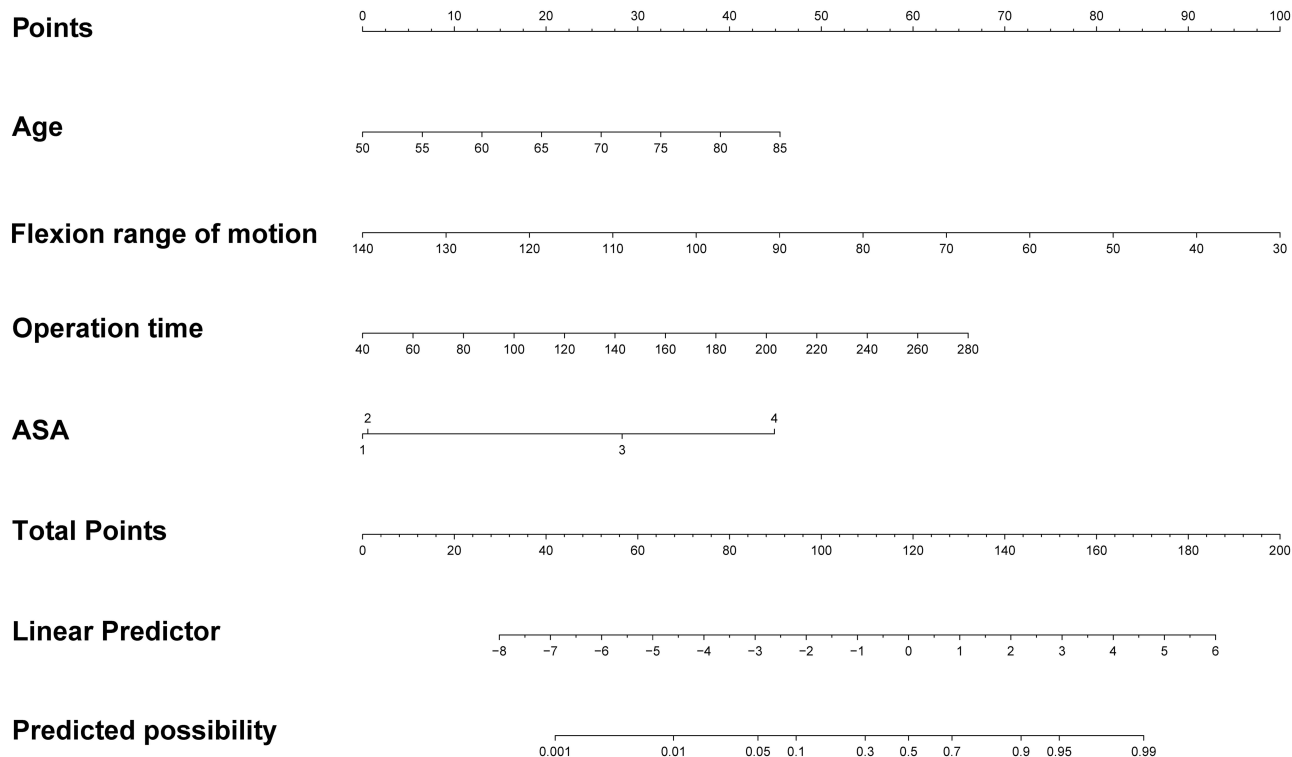 Points
0 10 20 30 40 50 60 70 80 90 100
Age
50 55 60 65 70 75 80 85
Flexion range of motion
140 130 120 110 100 90 80 70 60 50 40 30
Operation time
40 60 80 100 120 140 160 180 200 220 240 260 280
ASA
2 4
1 3
Total Points
0 20 40 60 80 100 120 140 160 180 200
Linear Predictor
−8 −7 −6 −5 −4 −3 −2 −1 0 1 2 3 4 5 6
Predicted possibility
0.001 0.01 0.05 0.1 0.3 0.5 0.7 0.9 0.95 0.99